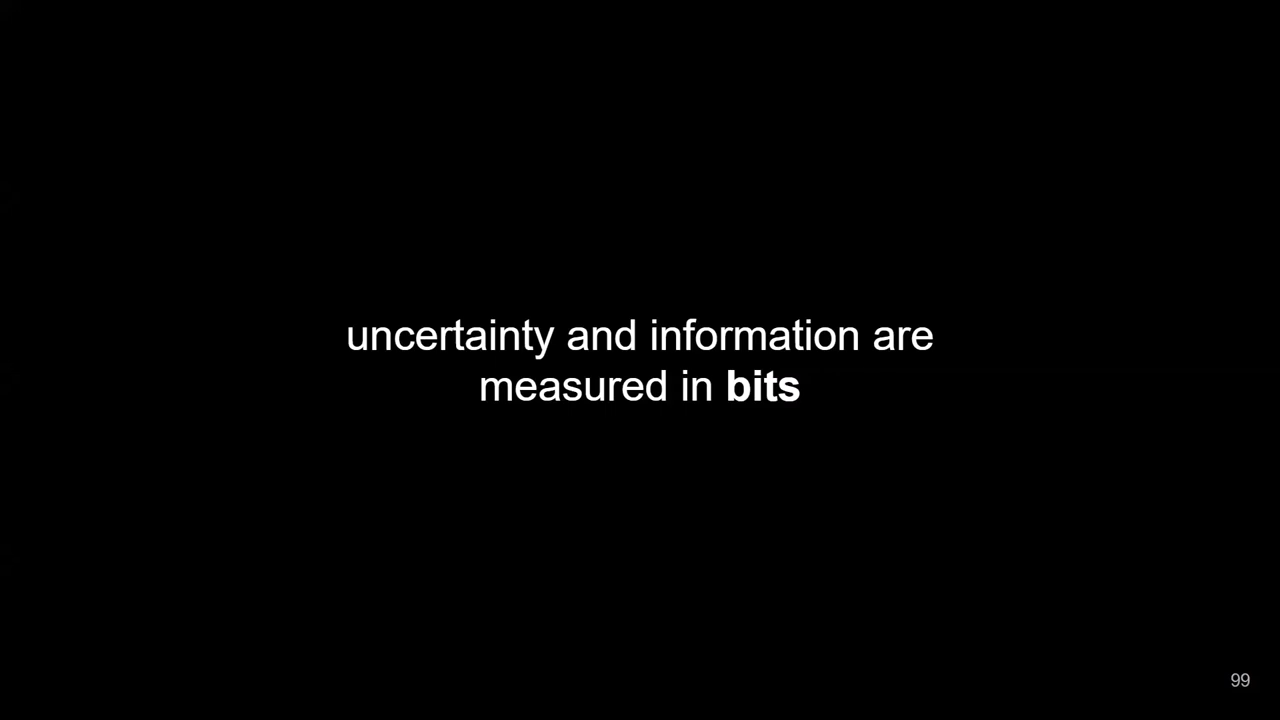 uncertainty and information are
measured in bits
99